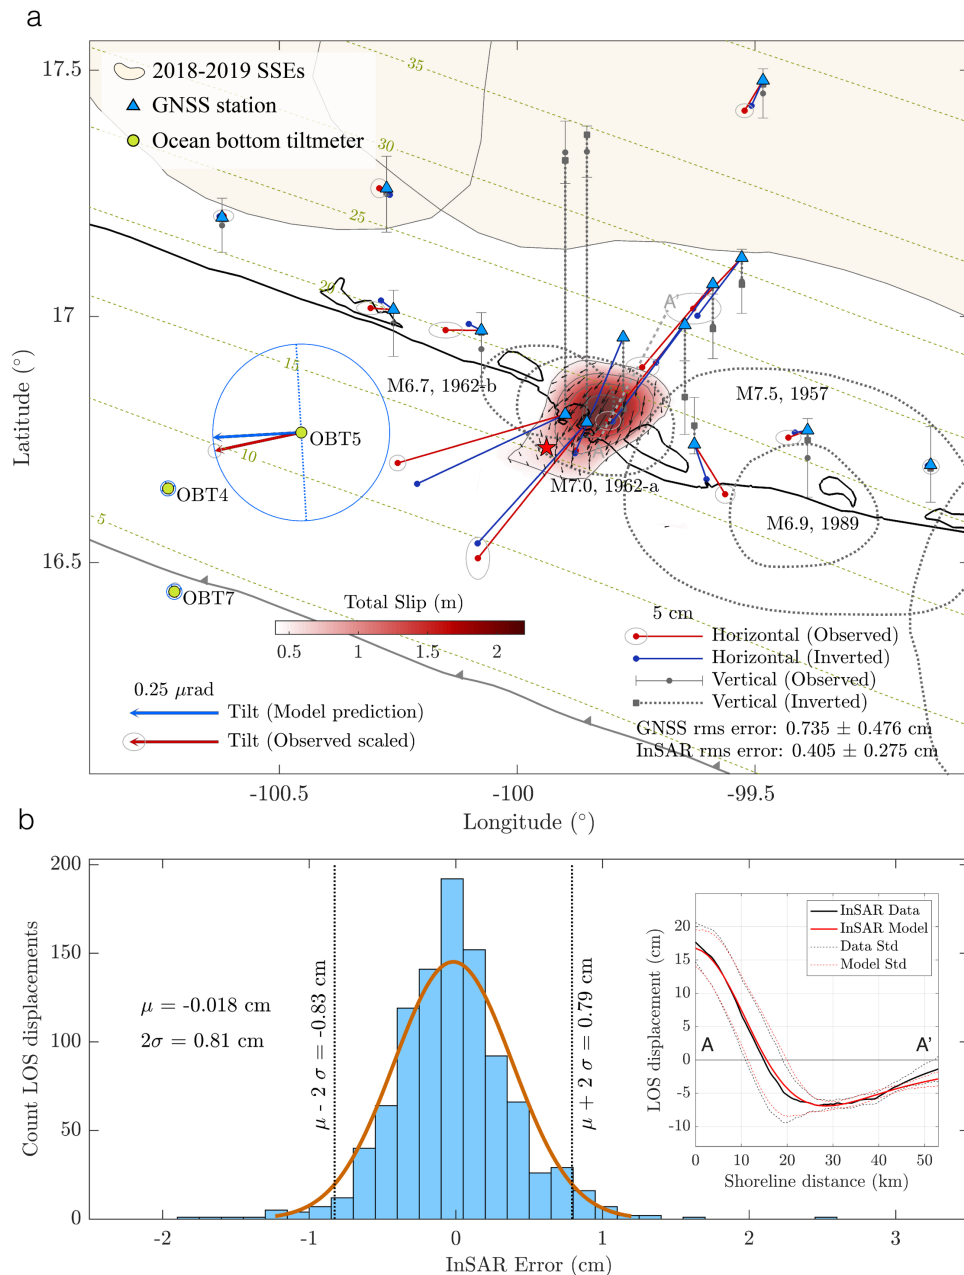 a
17.5
17
16.5
Latitude (°)
2018-2019 SSEs
GNSS station
Ocean bottom tiltmeter
35
30
25
20
15
10
5
A'
A
M6.7, 1962-b
M7.5, 1957
M7.0, 1962-a
M6.9, 1989
OBT5
OBT4
OBT7
Total Slip (m)
0.5 1 1.5 2
0.25 μrad
Tilt (Model prediction)
Tilt (Observed scaled)
5 cm
Horizontal (Observed)
Horizontal (Inverted)
Vertical (Observed)
Vertical (Inverted)
GNSS rms error: 0.735 ± 0.476 cm
InSAR rms error: 0.405 ± 0.275 cm
-100.5 -100 -99.5
Longitude (°)
b
200
150
100
50
0
Count LOS displacements
μ = -0.018 cm
2σ = 0.81 cm
μ - 2 σ = -0.83 cm
μ + 2 σ = 0.79 cm
-2 -1 0 1 2 3
InSAR Error (cm)
20
15
10
5
0
-5
-10
LOS displacement (cm)
InSAR Data
InSAR Model
Data Std
Model Std
A A'
0 10 20 30 40 50
Shoreline distance (km)